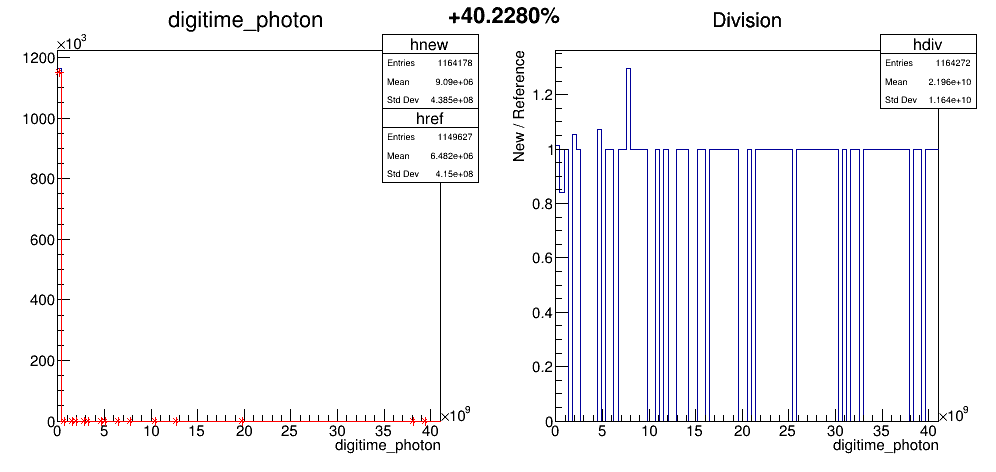 +40.2280%
digitime_photon
×10³
hnew
Entries 1164178
Mean 9.09e+06
Std Dev 4.385e+08
href
Entries 1149627
Mean 6.482e+06
Std Dev 4.15e+08
1200
1000
800
600
400
200
0
0 5 10 15 20 25 30 35 40
×10⁹
digitime_photon
Division
hdiv
Entries 1164272
Mean 2.196e+10
Std Dev 1.164e+10
New / Reference
1.2
1
0.8
0.6
0.4
0.2
0
0 5 10 15 20 25 30 35 40
×10⁹
digitime_photon